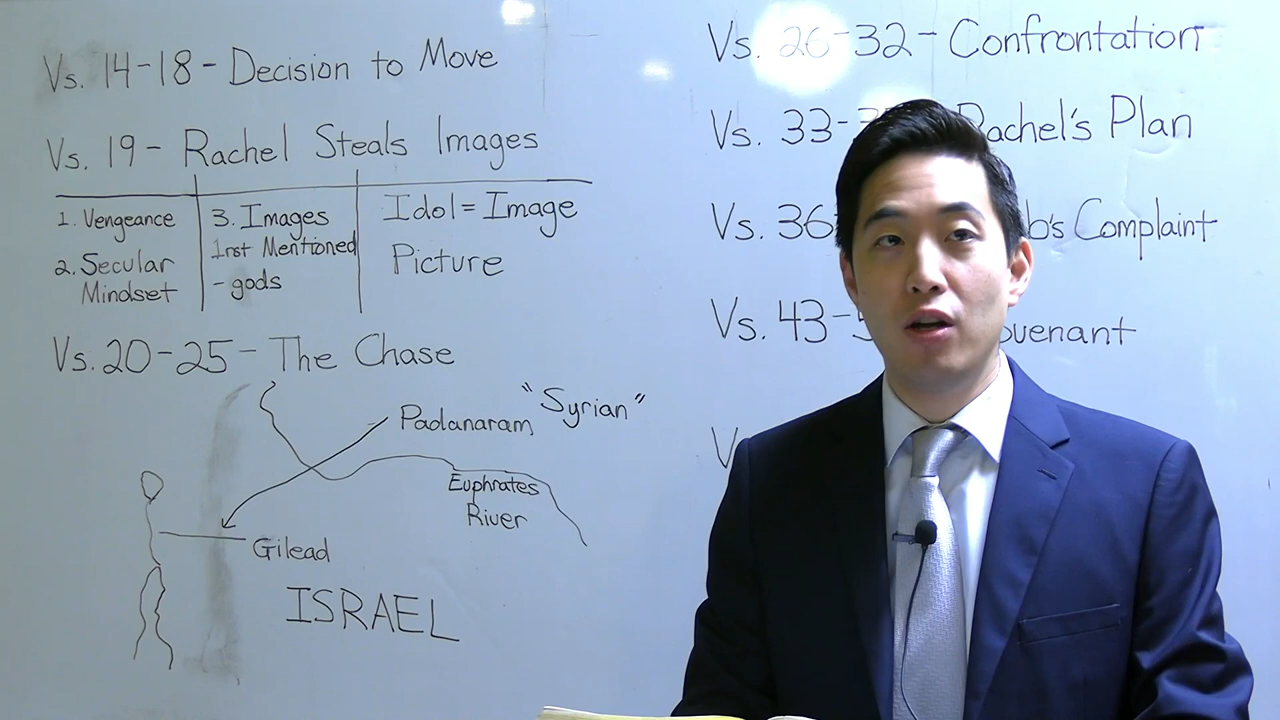 Vs. 14-18 - Decision to Move
Vs. 19 - Rachel Steals Images
1. Vengeance
2. Secular
Mindset
3. Images
1rst Mentioned
- gods
Idol = Image
Picture
Vs. 20-25 - The Chase
Padanaram, "Syrian"
Euphrates
River
Gilead
ISRAEL
Vs. 26-32 - Confrontation
Vs. 33- Rachel's Plan
Vs. 36 b's Complaint
Vs. 43- ovenant
V